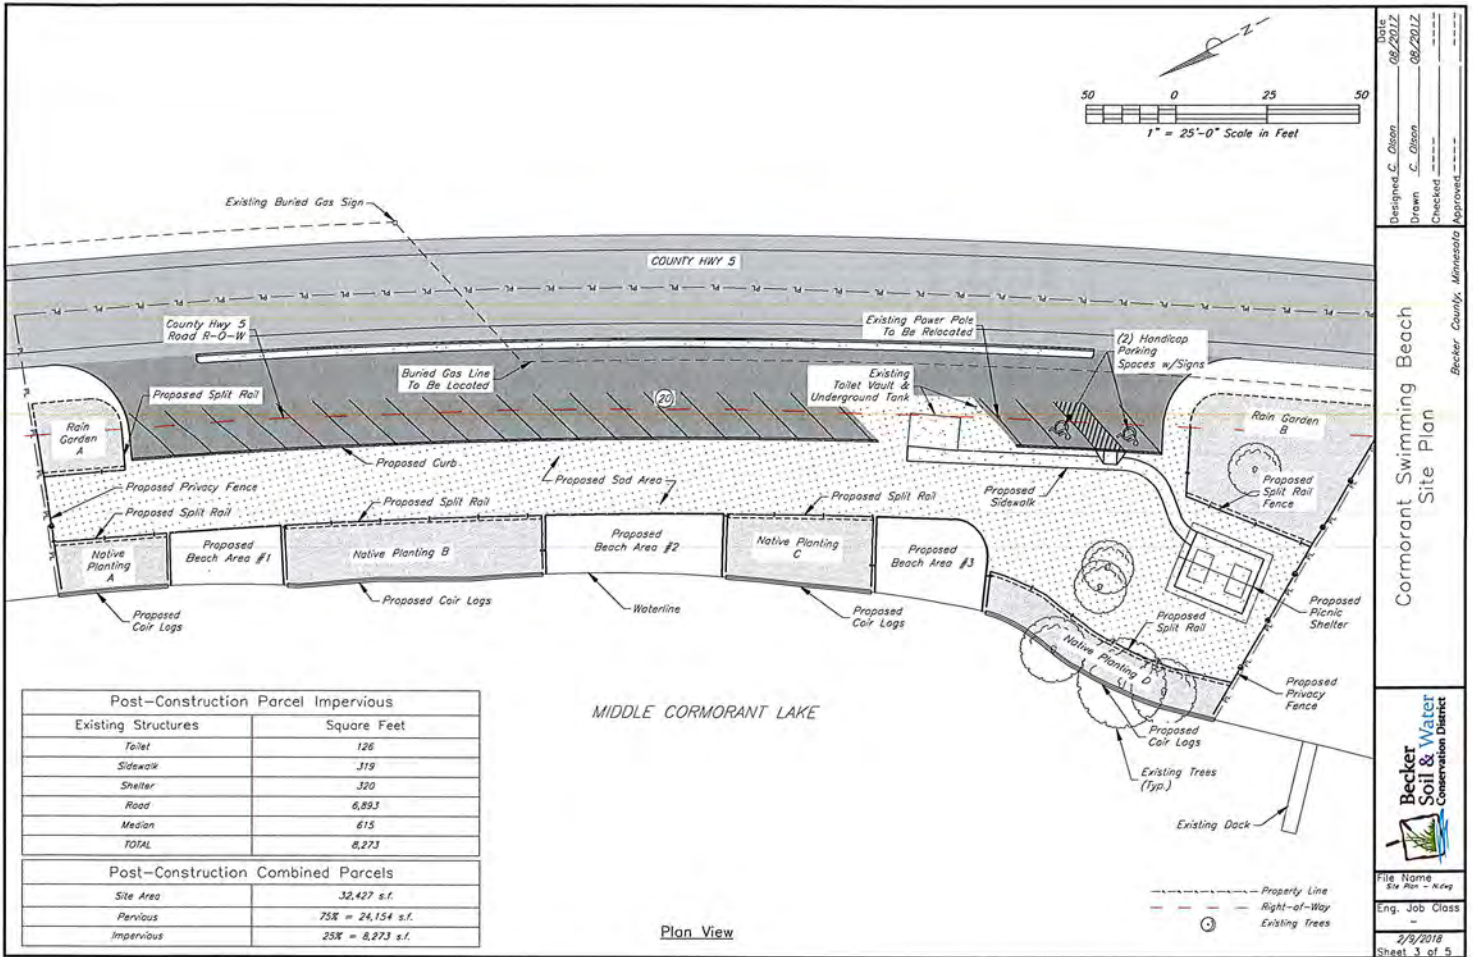 N
50 0 25 50
1" = 25'-0" Scale in Feet
Existing Buried Gas Sign
COUNTY HWY 5
County Hwy 5
Road R-O-W
Existing Power Pole
To Be Relocated
(2) Handicap
Parking
Spaces w/Signs
Buried Gas Line
To Be Located
Existing
Toilet Vault &
Underground Tank
Proposed Split Rail
20
Rain
Garden
A
Rain Garden
B
Proposed Curb
Proposed Sod Area
Proposed Privacy Fence
Proposed Split Rail
Proposed Split Rail
Proposed Split Rail
Proposed
Sidewalk
Proposed
Split Rail
Fence
Native
Planting
A
Proposed
Beach Area #1
Native Planting B
Proposed
Beach Area #2
Native Planting
C
Proposed
Beach Area #3
Proposed
Coir Logs
Proposed Coir Logs
Waterline
Proposed
Coir Logs
Proposed
Split Rail
Proposed
Picnic
Shelter
Native Planting D
Proposed
Privacy
Fence
Proposed
Coir Logs
Existing Trees
(Typ.)
Existing Dock
MIDDLE CORMORANT LAKE
Post-Construction Parcel Impervious
Existing Structures Square Feet
Toilet 126
Sidewalk 319
Shelter 320
Road 6,893
Median 615
TOTAL 8,273
Post-Construction Combined Parcels
Site Area 32,427 s.f.
Pervious 75% = 24,154 s.f.
Impervious 25% = 8,273 s.f.
Plan View
Property Line
Right-of-Way
Existing Trees
Date
Designed C. Olson 08/2017
Drawn C. Olson 08/2017
Checked
Approved
Cormorant Swimming Beach
Site Plan
Becker County, Minnesota
Becker
Soil & Water
Conservation District
File Name
Site Plan - N.dwg
Eng. Job Class
-
2/9/2018
Sheet 3 of 5